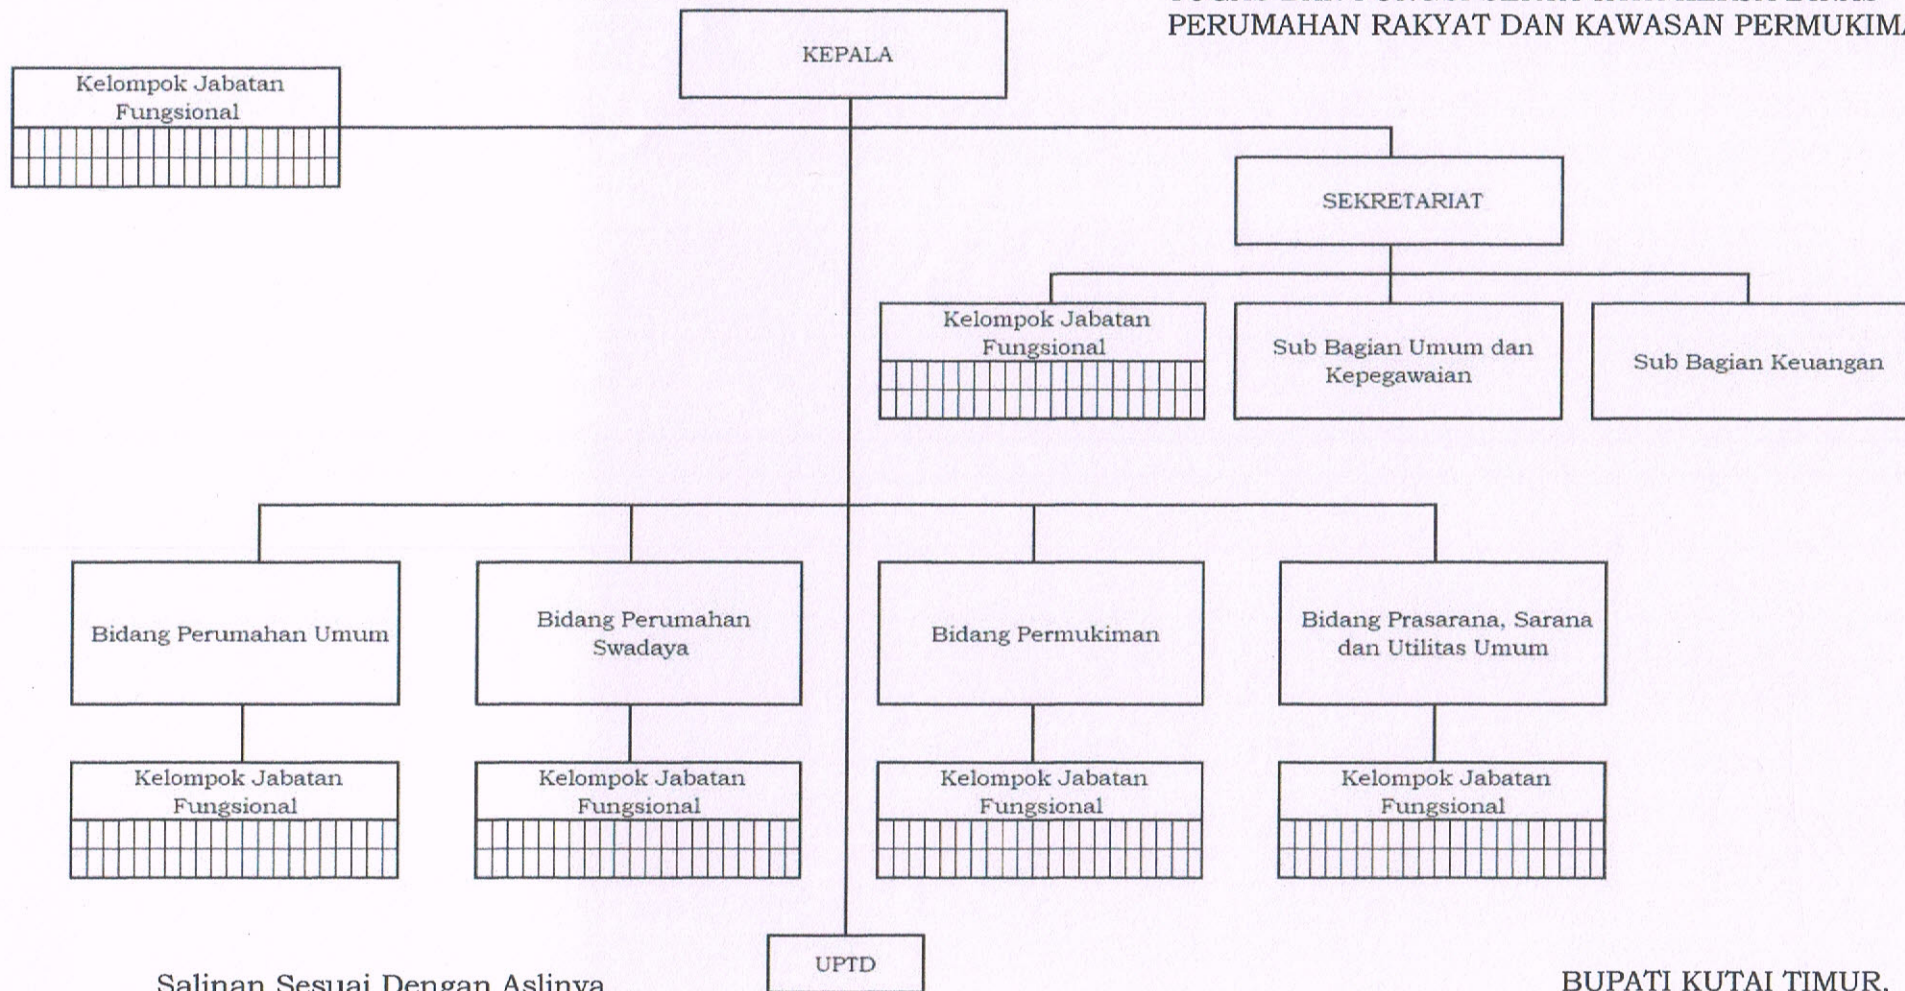 PERUMAHAN RAKYAT DAN KAWASAN
KEPALA
Kelompok Jabatan
Fungsional
SEKRETARIAT
Kelompok Jabatan
Fungsional
Sub Bagian Umum dan
Kepegawaian
Sub Bagian Keuangan
Bidang Perumahan Umum
Bidang Perumahan
Swadaya
Bidang Permukiman
Bidang Prasarana, Sarana
dan Utilitas Umum
Kelompok Jabatan
Fungsional
Kelompok Jabatan
Fungsional
Kelompok Jabatan
Fungsional
Kelompok Jabatan
Fungsional
UPTD
Salinan Sesuai Dengan Aslinya
BUPATI KUTAI TIMUR,